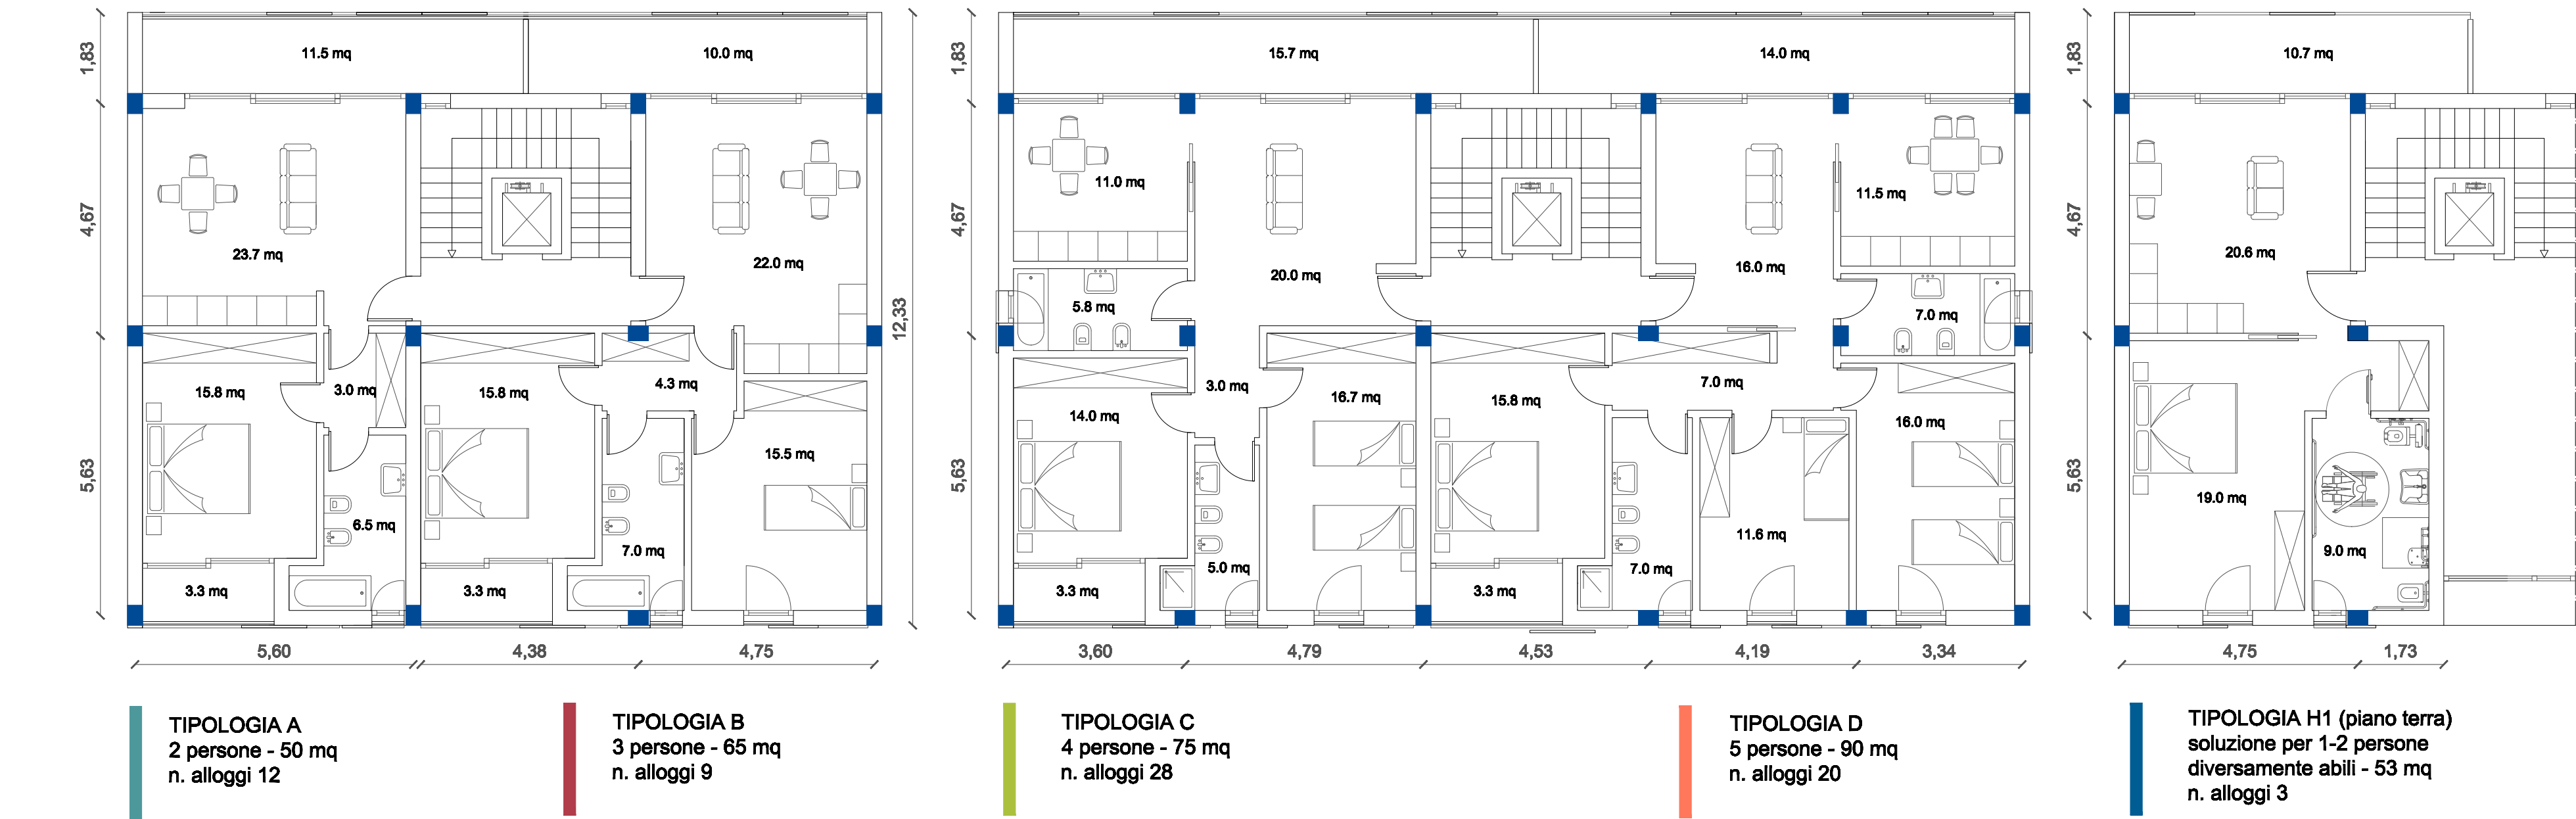 11.5 mq
10.0 mq
15.7 mq
14.0 mq
10.7 mq
1,83
1,83
1,83
11.0 mq
11.5 mq
4,67
4,67
4,67
23.7 mq
22.0 mq
20.0 mq
16.0 mq
20.6 mq
5.8 mq
7.0 mq
12,33
15.8 mq
3.0 mq
15.8 mq
4.3 mq
15.5 mq
14.0 mq
3.0 mq
16.7 mq
15.8 mq
7.0 mq
16.0 mq
5,63
5,63
5,63
19.0 mq
6.5 mq
7.0 mq
11.6 mq
9.0 mq
3.3 mq
3.3 mq
3.3 mq
5.0 mq
3.3 mq
7.0 mq
5,60
4,38
4,75
3,60
4,79
4,53
4,19
3,34
4,75
1,73
TIPOLOGIA A
2 persone - 50 mq
n. alloggi 12
TIPOLOGIA B
3 persone - 65 mq
n. alloggi 9
TIPOLOGIA C
4 persone - 75 mq
n. alloggi 28
TIPOLOGIA D
5 persone - 90 mq
n. alloggi 20
TIPOLOGIA H1 (piano terra)
soluzione per 1-2 persone
diversamente abili - 53 mq
n. alloggi 3